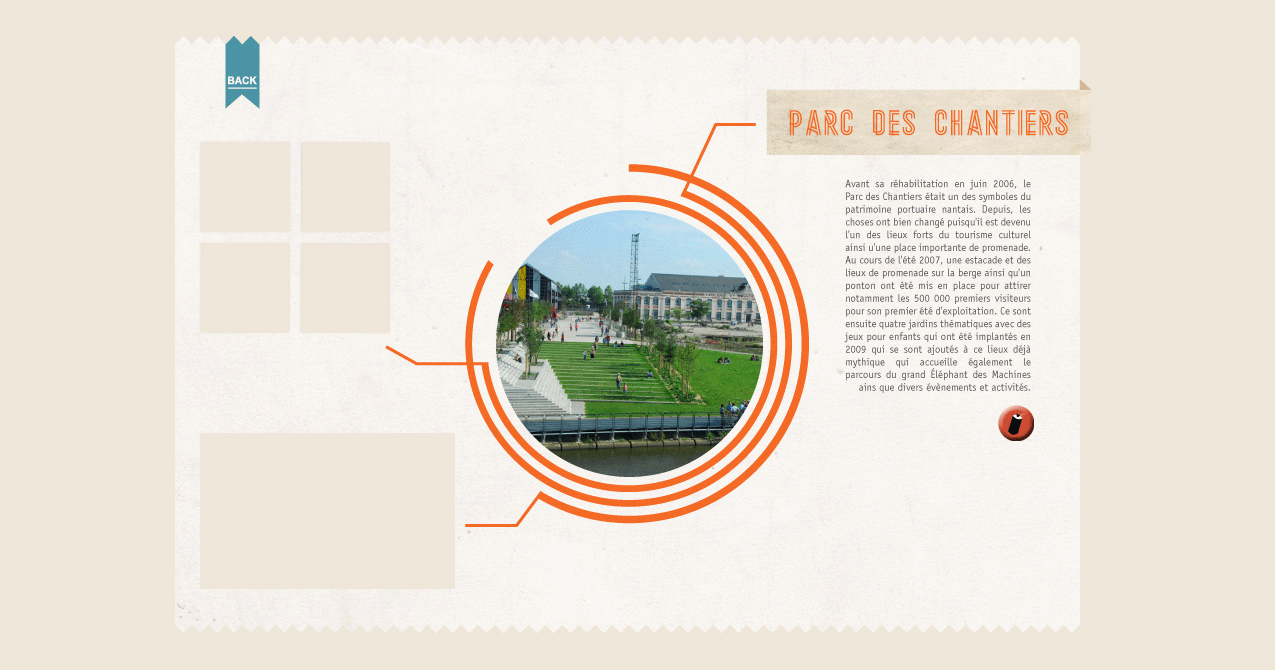 BACK
PARC DES CHANTIERS
Avant sa réhabilitation en juin 2006, le
Parc des Chantiers était un des symboles du
patrimoine portuaire nantais. Depuis, les
choses ont bien changé puisqu'il est devenu
l'un des lieux forts du tourisme culturel
ainsi u'une place importante de promenade.
Au cours de l'été 2007, une estacade et des
lieux de promenade sur la berge ainsi qu'un
ponton ont été mis en place pour attirer
notamment les 500 000 premiers visiteurs
pour son premier été d'exploitation. Ce sont
ensuite quatre jardins thématiques avec des
jeux pour enfants qui ont été implantés en
2009 qui se sont ajoutés à ce lieux déjà
mythique qui accueille également le
parcours du grand Éléphant des Machines
ains que divers évènements et activités.